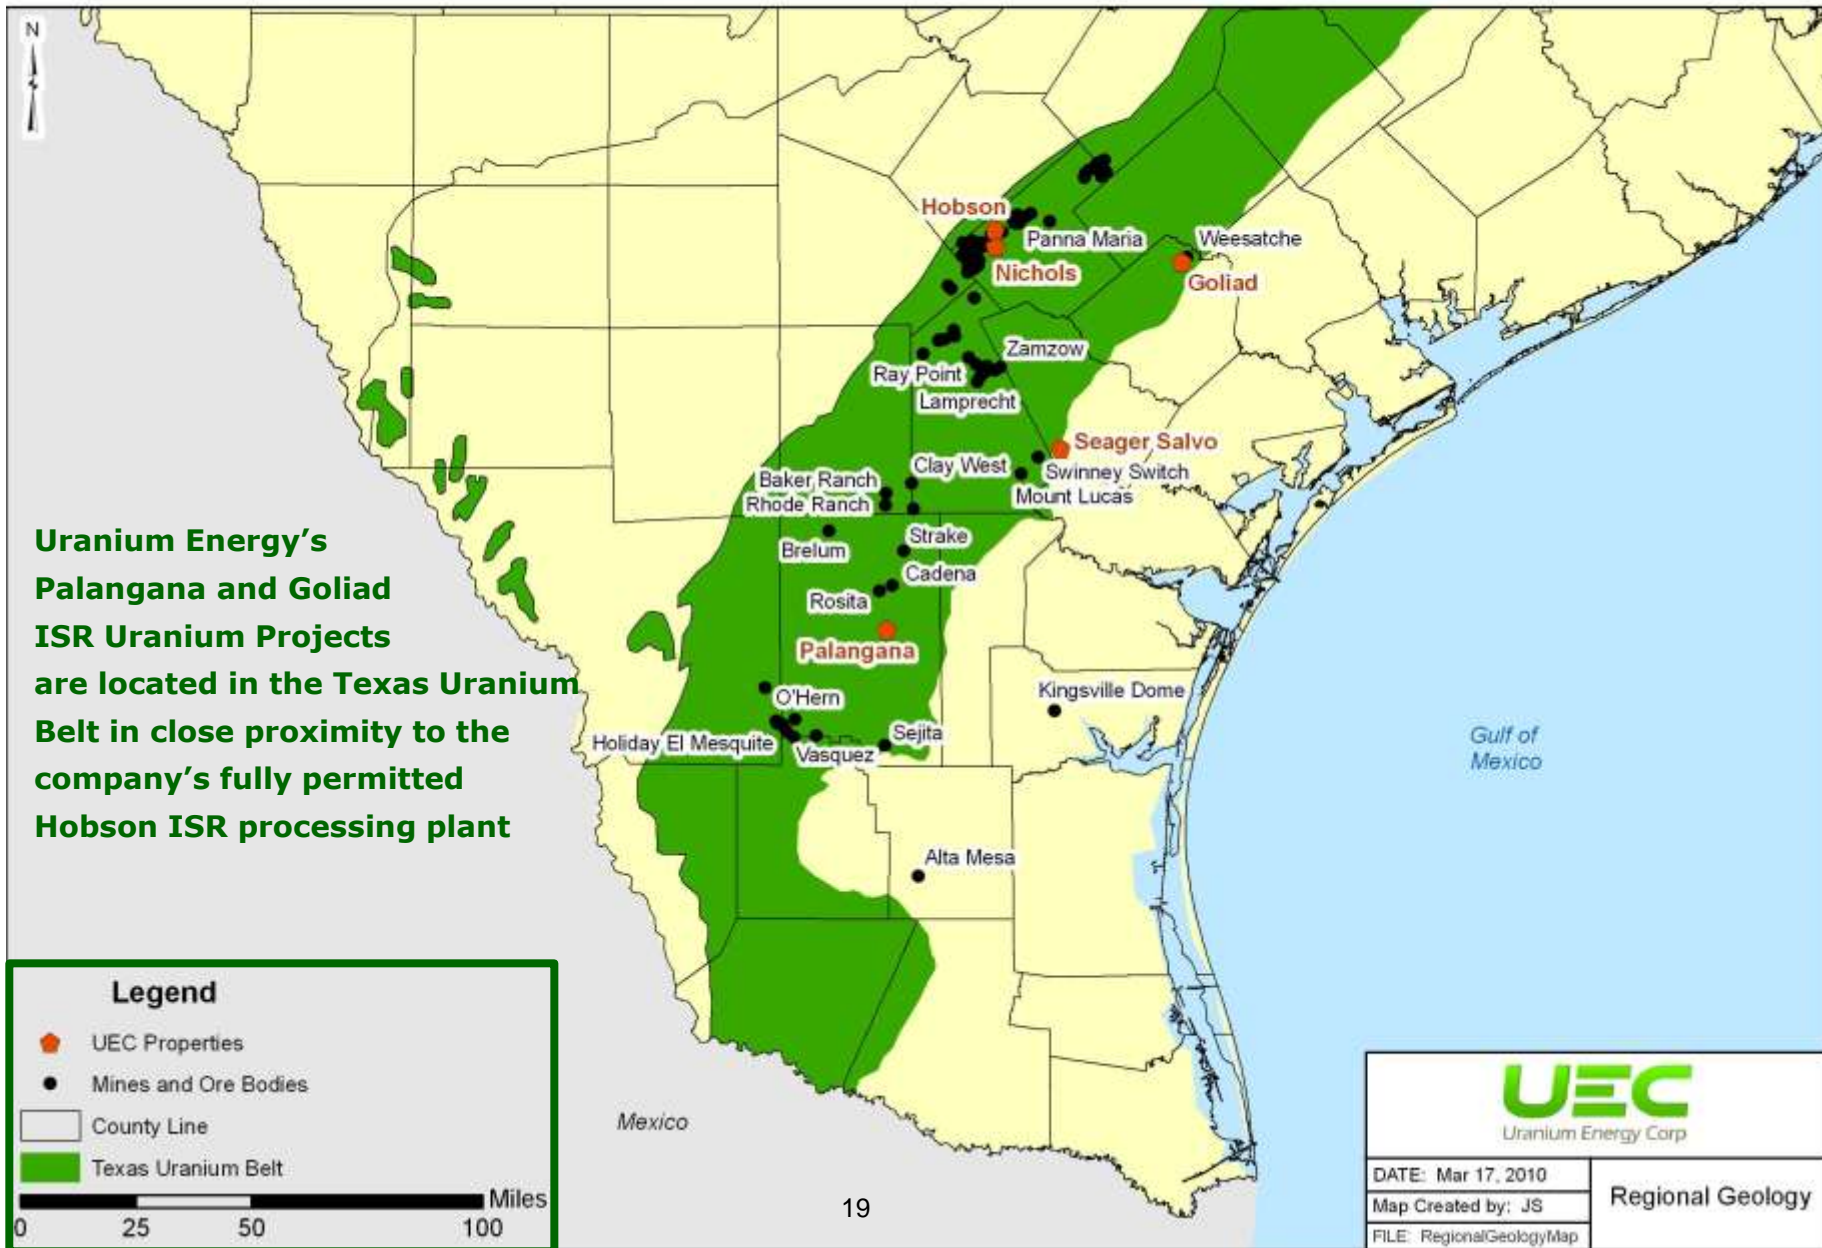 N
Hobson
Panna Maria
Weesatche
Nichols
Goliad
Zamzow
Ray Point
Lamprecht
Seager Salvo
Clay West
Swinney Switch
Baker Ranch
Mount Lucas
Rhode Ranch
Brelum
Strake
Cadena
Rosita
Palangana
O'Hern
Kingsville Dome
Holiday El Mesquite
Vasquez
Sejita
Alta Mesa
Gulf of
Mexico
Mexico
Uranium Energy’s
Palangana and Goliad
ISR Uranium Projects
are located in the Texas Uranium
Belt in close proximity to the
company’s fully permitted
Hobson ISR processing plant
Legend
UEC Properties
Mines and Ore Bodies
County Line
Texas Uranium Belt
Miles
0 25 50 100
19
UEC
Uranium Energy Corp
DATE: Mar 17, 2010
Map Created by: JS
FILE: RegionalGeologyMap
Regional Geology